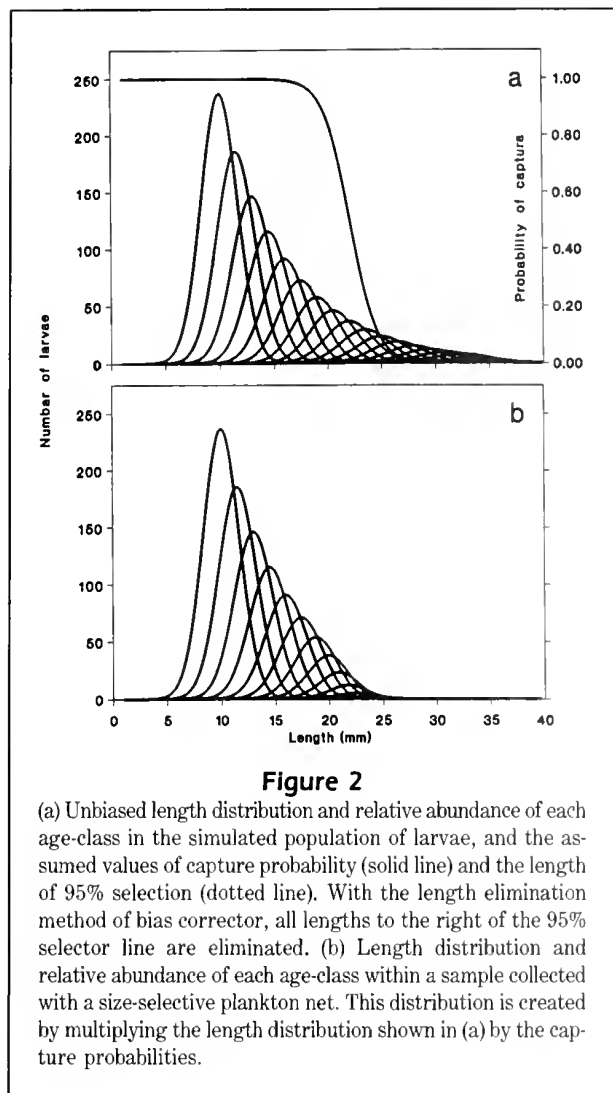 a
250
200
150
100
50
0
1.00
0.80
0.60
0.40
0.20
0.00
Probability of capture
Number of larvae
b
250
200
150
100
50
0
0 5 10 15 20 25 30 35 40
Length (mm)
Figure 2
(a) Unbiased length distribution and relative abundance of each
age-class in the simulated population of larvae, and the as-
sumed values of capture probability (solid line) and the length
of 95% selection (dotted line). With the length elimination
method of bias corrector, all lengths to the right of the 95%
selector line are eliminated. (b) Length distribution and
relative abundance of each age-class within a sample collected
with a size-selective plankton net. This distribution is created
by multiplying the length distribution shown in (a) by the cap-
ture probabilities.